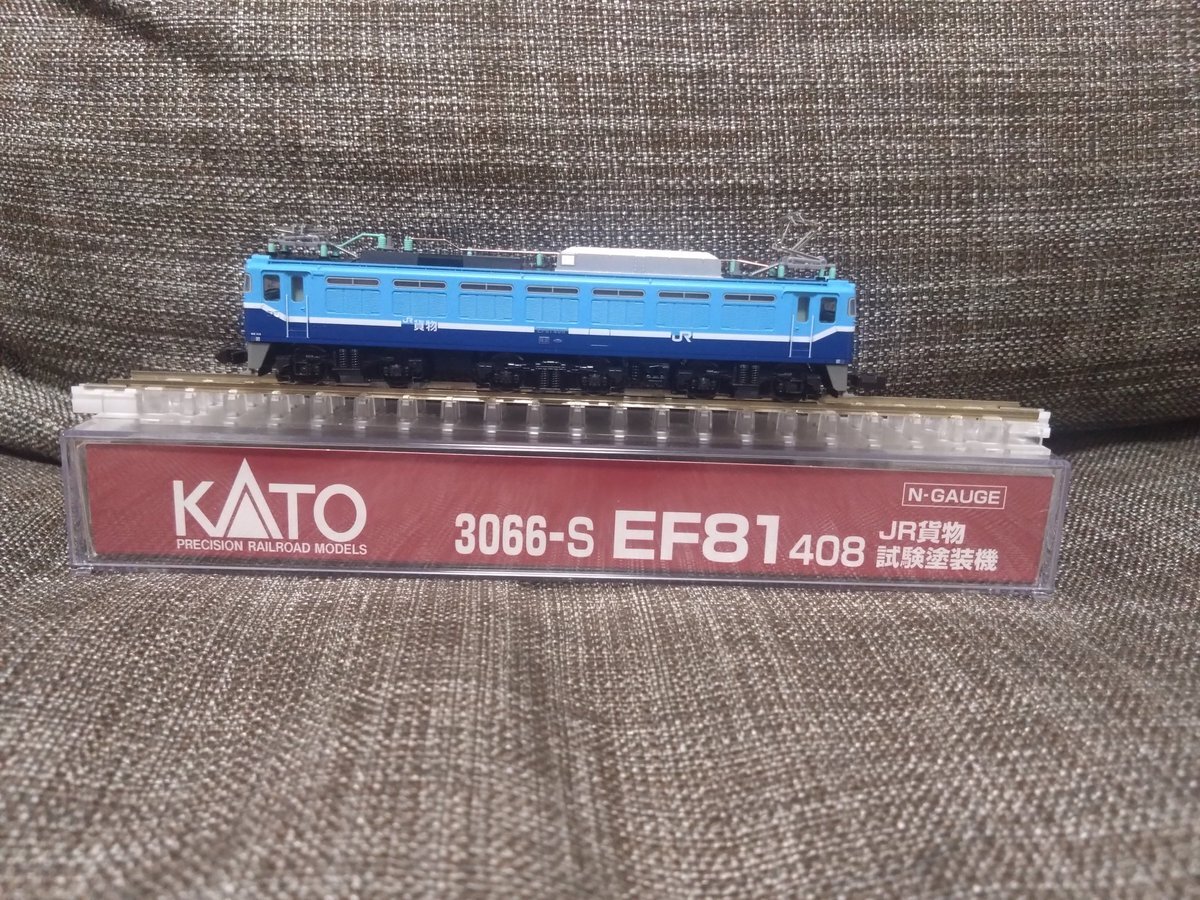 JR貨物
JR
KATO
PRECISION RAILROAD MODELS
3066-S EF81 408
N-GAUGE
JR貨物
試験塗装機